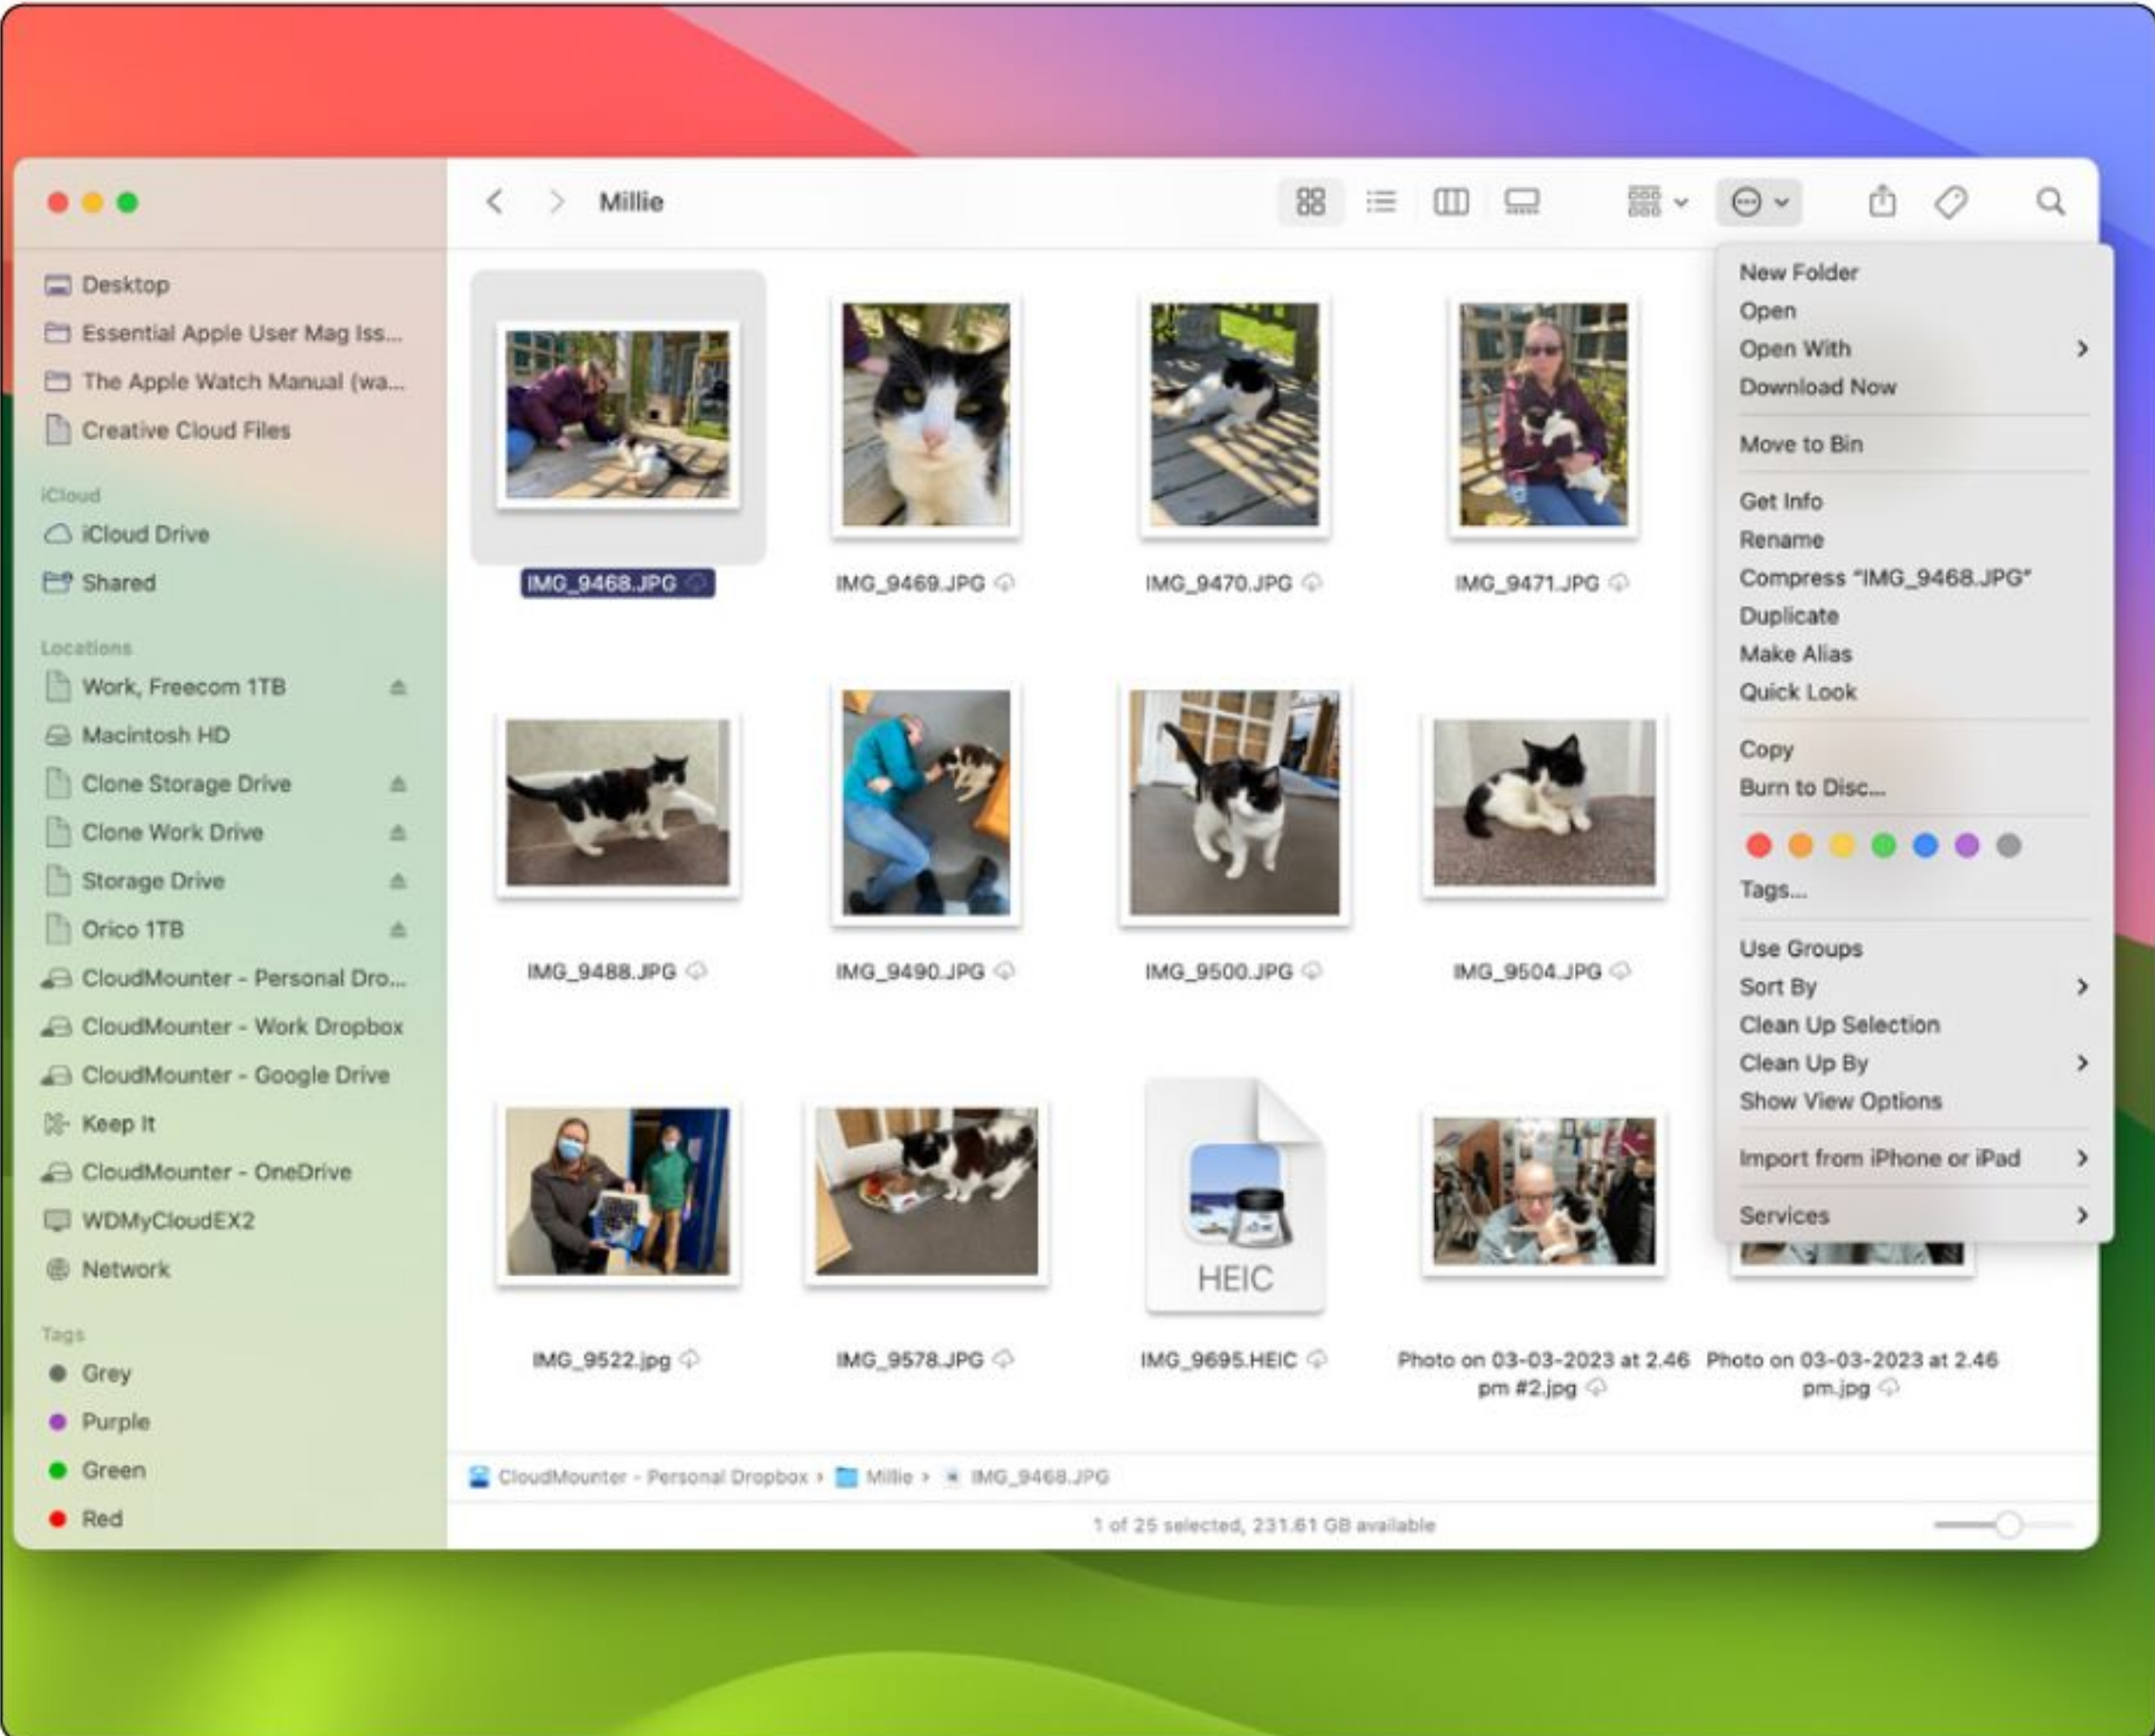 Millie
Desktop
Essential Apple User Mag Iss...
The Apple Watch Manual (wa...
Creative Cloud Files
iCloud
iCloud Drive
Shared
Locations
Work, Freecom 1TB
Macintosh HD
Clone Storage Drive
Clone Work Drive
Storage Drive
Orico 1TB
CloudMounter - Personal Dro...
CloudMounter - Work Dropbox
CloudMounter - Google Drive
Keep It
CloudMounter - OneDrive
WDMyCloudEX2
Network
Tags
Grey
Purple
Green
Red
IMG_9468.JPG
IMG_9469.JPG
IMG_9470.JPG
IMG_9471.JPG
IMG_9488.JPG
IMG_9490.JPG
IMG_9500.JPG
IMG_9504.JPG
HEIC
IMG_9522.jpg
IMG_9578.JPG
IMG_9695.HEIC
Photo on 03-03-2023 at 2.46
pm #2.jpg
Photo on 03-03-2023 at 2.46
pm.jpg
New Folder
Open
Open With
Download Now
Move to Bin
Get Info
Rename
Compress "IMG_9468.JPG"
Duplicate
Make Alias
Quick Look
Copy
Burn to Disc...
Tags...
Use Groups
Sort By
Clean Up Selection
Clean Up By
Show View Options
Import from iPhone or iPad
Services
CloudMounter - Personal Dropbox › Millie › IMG_9468.JPG
1 of 25 selected, 231.61 GB available